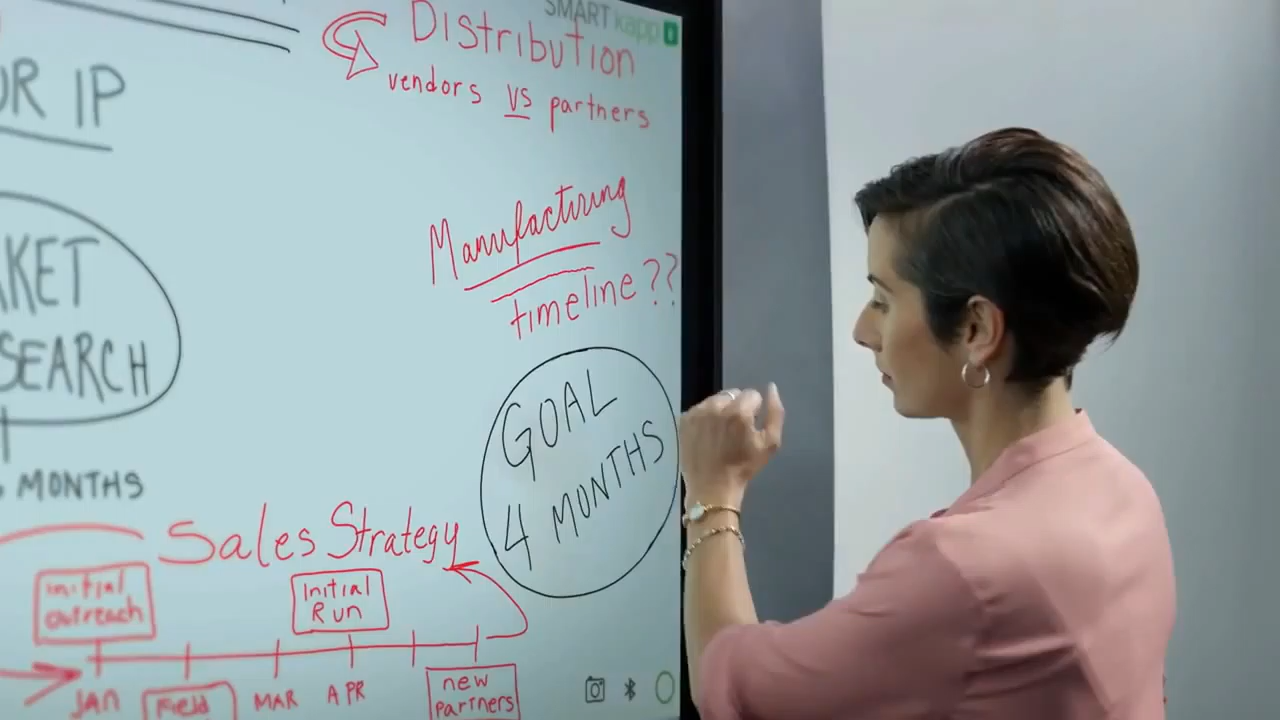 SMART kapp
Distribution
vendors vs partners
OR IP
Manufacturing
timeline ??
ARKET
SEARCH
GOAL
4 MONTHS
MONTHS
Sales Strategy
initial
outreach
Initial
Run
JAN
Field
MAR
APR
new
partners